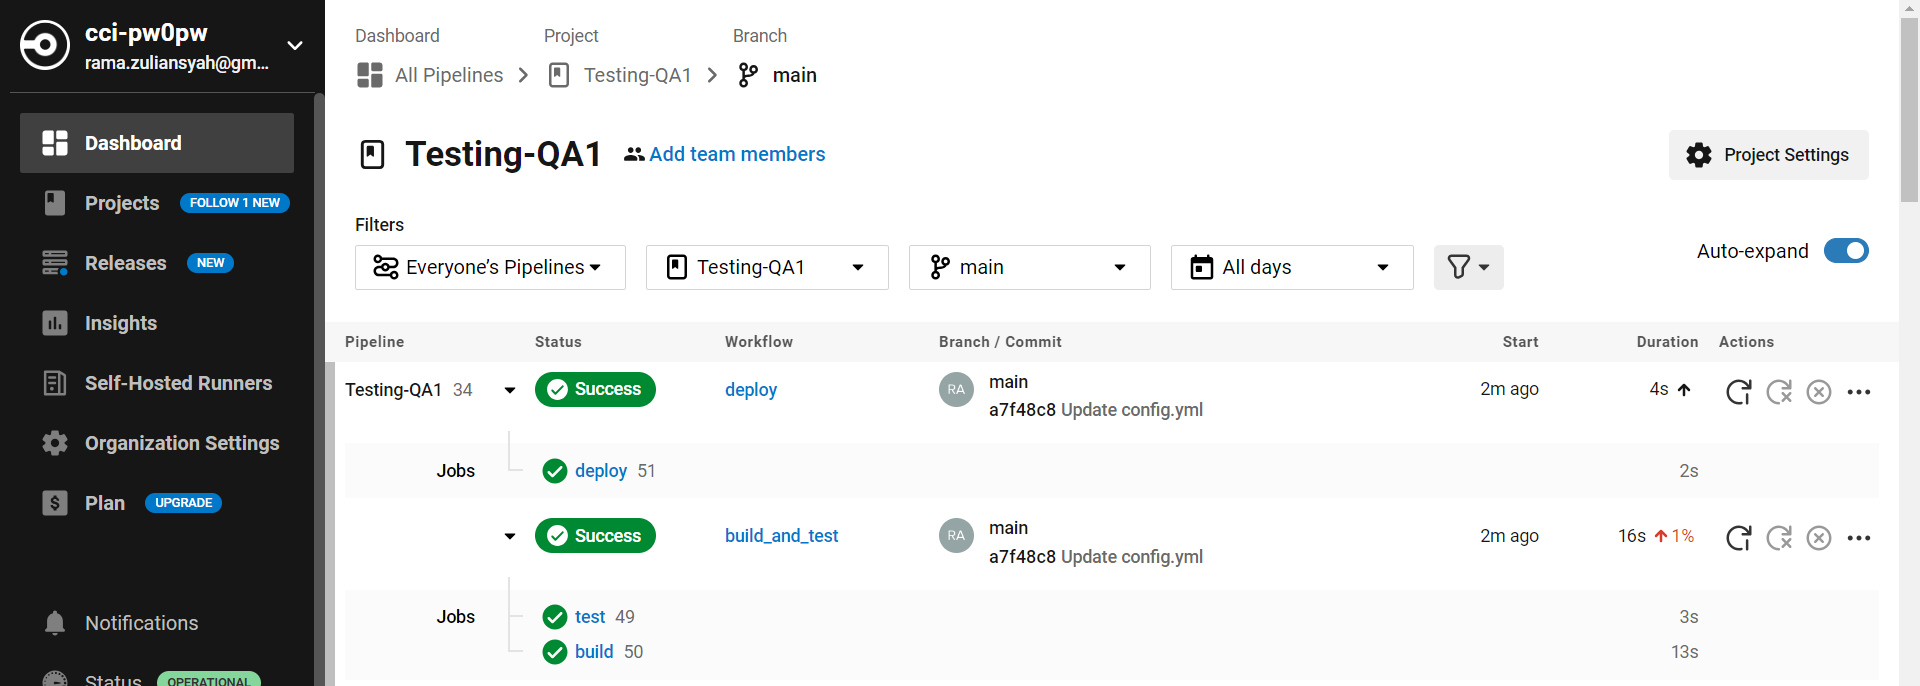 cci-pw0pw
rama.zuliansyah@gm...
Dashboard
Projects FOLLOW 1 NEW
Releases NEW
Insights
Self-Hosted Runners
Organization Settings
Plan UPGRADE
Notifications
Status OPERATIONAL
Dashboard Project Branch
All Pipelines Testing-QA1 main
Testing-QA1 Add team members
Project Settings
Filters
Everyone’s Pipelines Testing-QA1 main All days
Auto-expand
Pipeline Status Workflow Branch / Commit Start Duration Actions
Testing-QA1 34 Success deploy RA main 2m ago 4s
a7f48c8 Update config.yml
Jobs deploy 51 2s
Success build_and_test RA main 2m ago 16s 1%
a7f48c8 Update config.yml
Jobs test 49 3s
build 50 13s